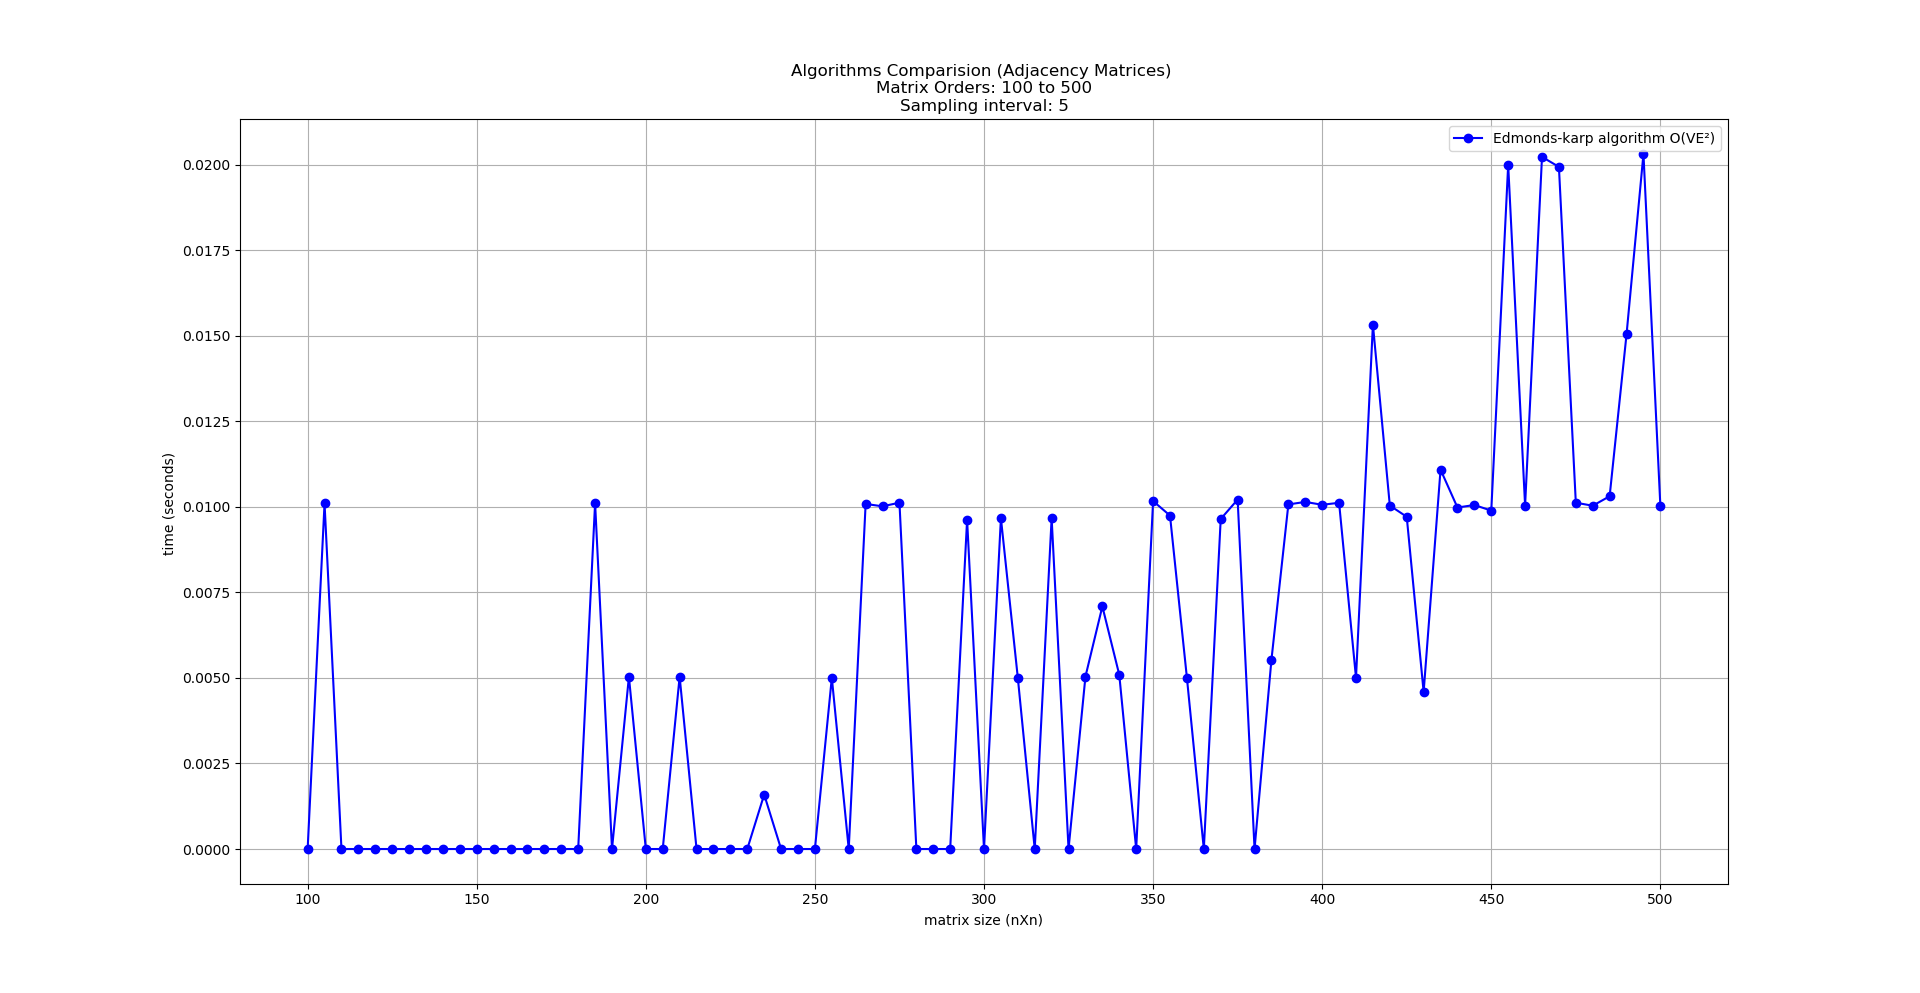 Algorithms Comparision (Adjacency Matrices)
Matrix Orders: 100 to 500
Sampling interval: 5
Edmonds-karp algorithm O(VE²)
time (seconds)
0.0200
0.0175
0.0150
0.0125
0.0100
0.0075
0.0050
0.0025
0.0000
100 150 200 250 300 350 400 450 500
matrix size (nXn)